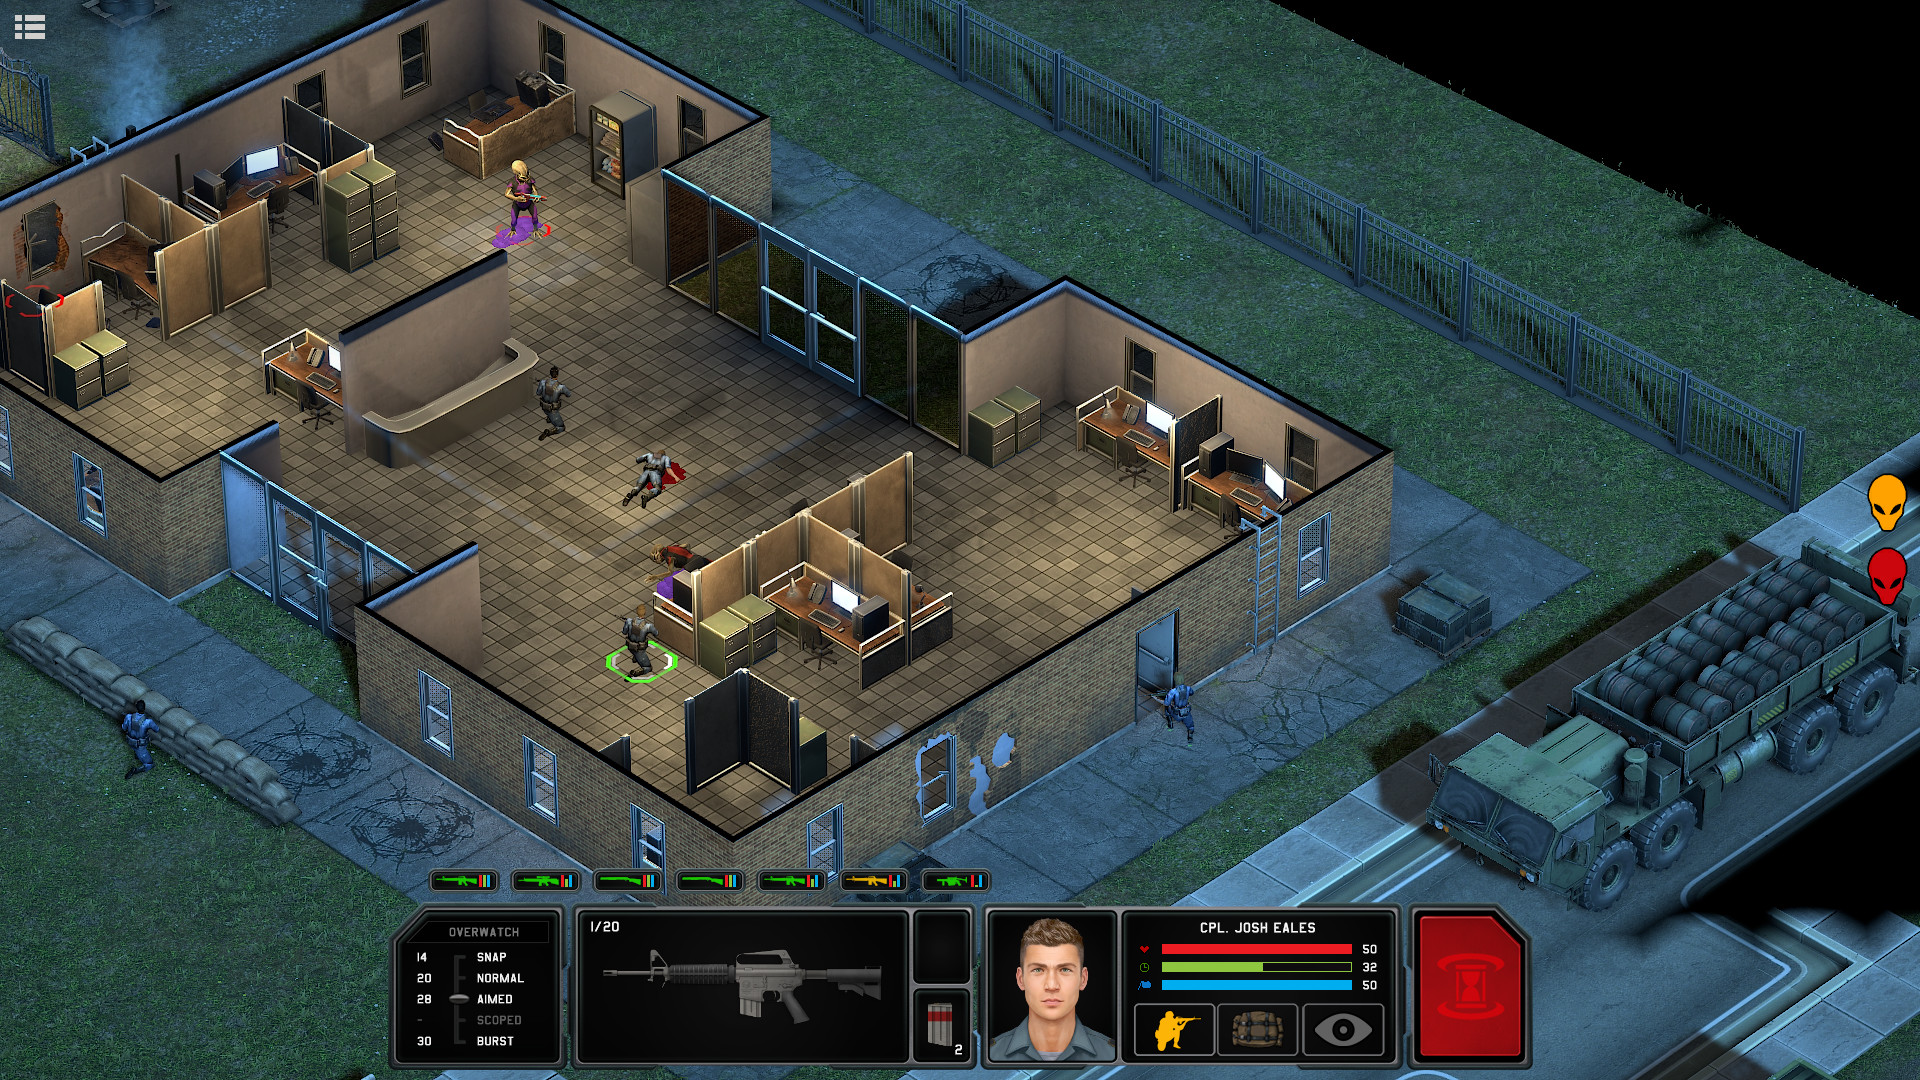 OVERWATCH
14 SNAP
20 NORMAL
28 AIMED
- SCOPED
30 BURST
1/20
2
CPL. JOSH EALES
50
32
50